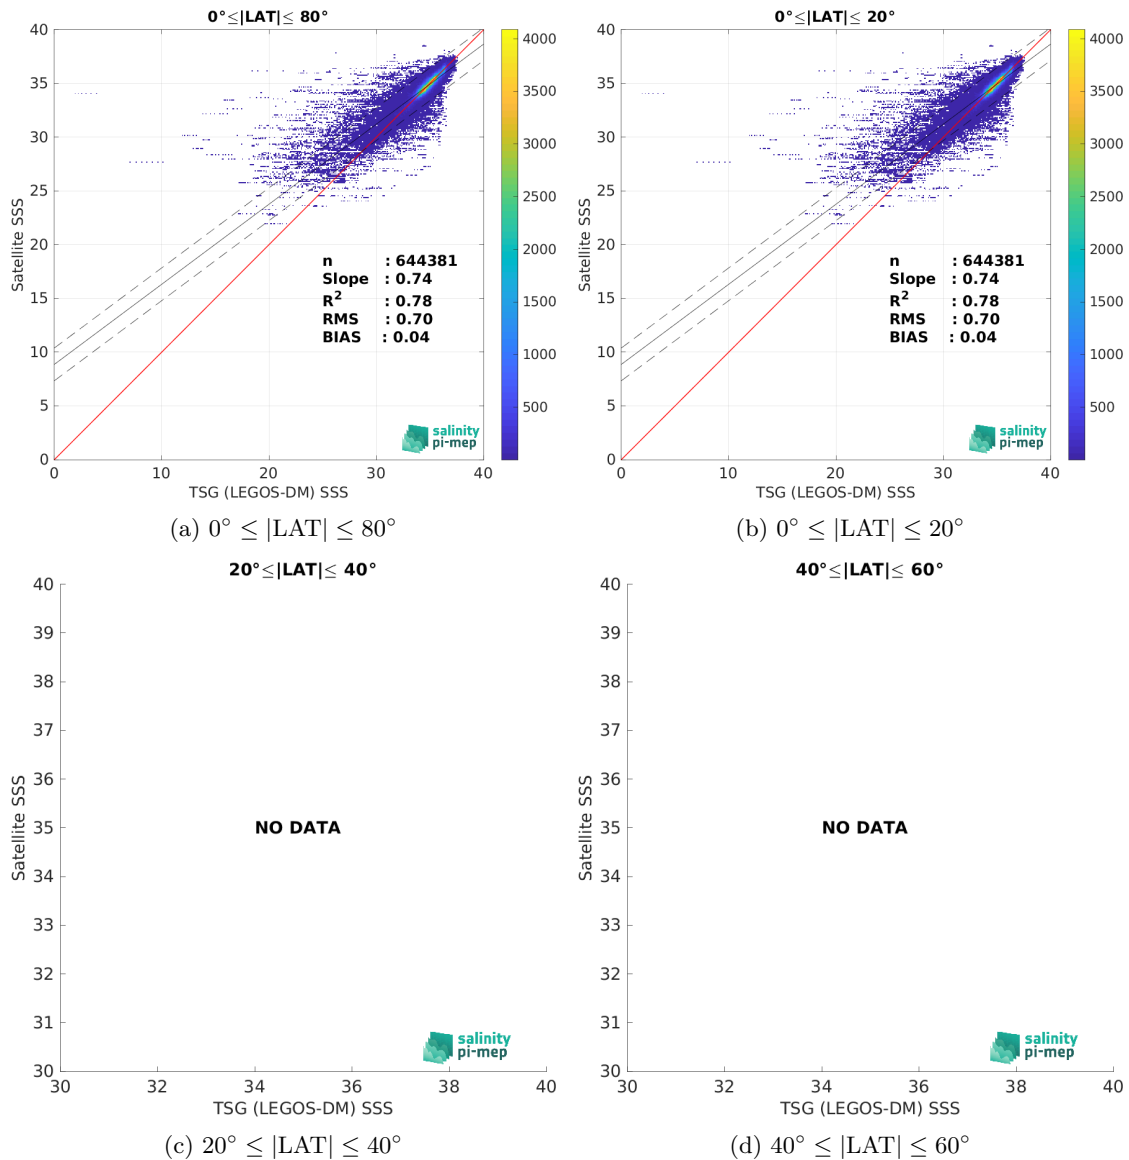 0°≤|LAT|≤ 80°
40
35
30
25
20
15
10
5
0
Satellite SSS
n : 644381
Slope : 0.74
R² : 0.78
RMS : 0.70
BIAS : 0.04
salinity
pi-mep
0 10 20 30 40
TSG (LEGOS-DM) SSS
4000
3500
3000
2500
2000
1500
1000
500
(a) 0° ≤ |LAT| ≤ 80°
0°≤|LAT|≤ 20°
40
35
30
25
20
15
10
5
0
Satellite SSS
n : 644381
Slope : 0.74
R² : 0.78
RMS : 0.70
BIAS : 0.04
salinity
pi-mep
0 10 20 30 40
TSG (LEGOS-DM) SSS
4000
3500
3000
2500
2000
1500
1000
500
(b) 0° ≤ |LAT| ≤ 20°
20°≤|LAT|≤ 40°
40
39
38
37
36
35
34
33
32
31
30
Satellite SSS
NO DATA
salinity
pi-mep
30 32 34 36 38 40
TSG (LEGOS-DM) SSS
(c) 20° ≤ |LAT| ≤ 40°
40°≤|LAT|≤ 60°
40
39
38
37
36
35
34
33
32
31
30
Satellite SSS
NO DATA
salinity
pi-mep
30 32 34 36 38 40
TSG (LEGOS-DM) SSS
(d) 40° ≤ |LAT| ≤ 60°